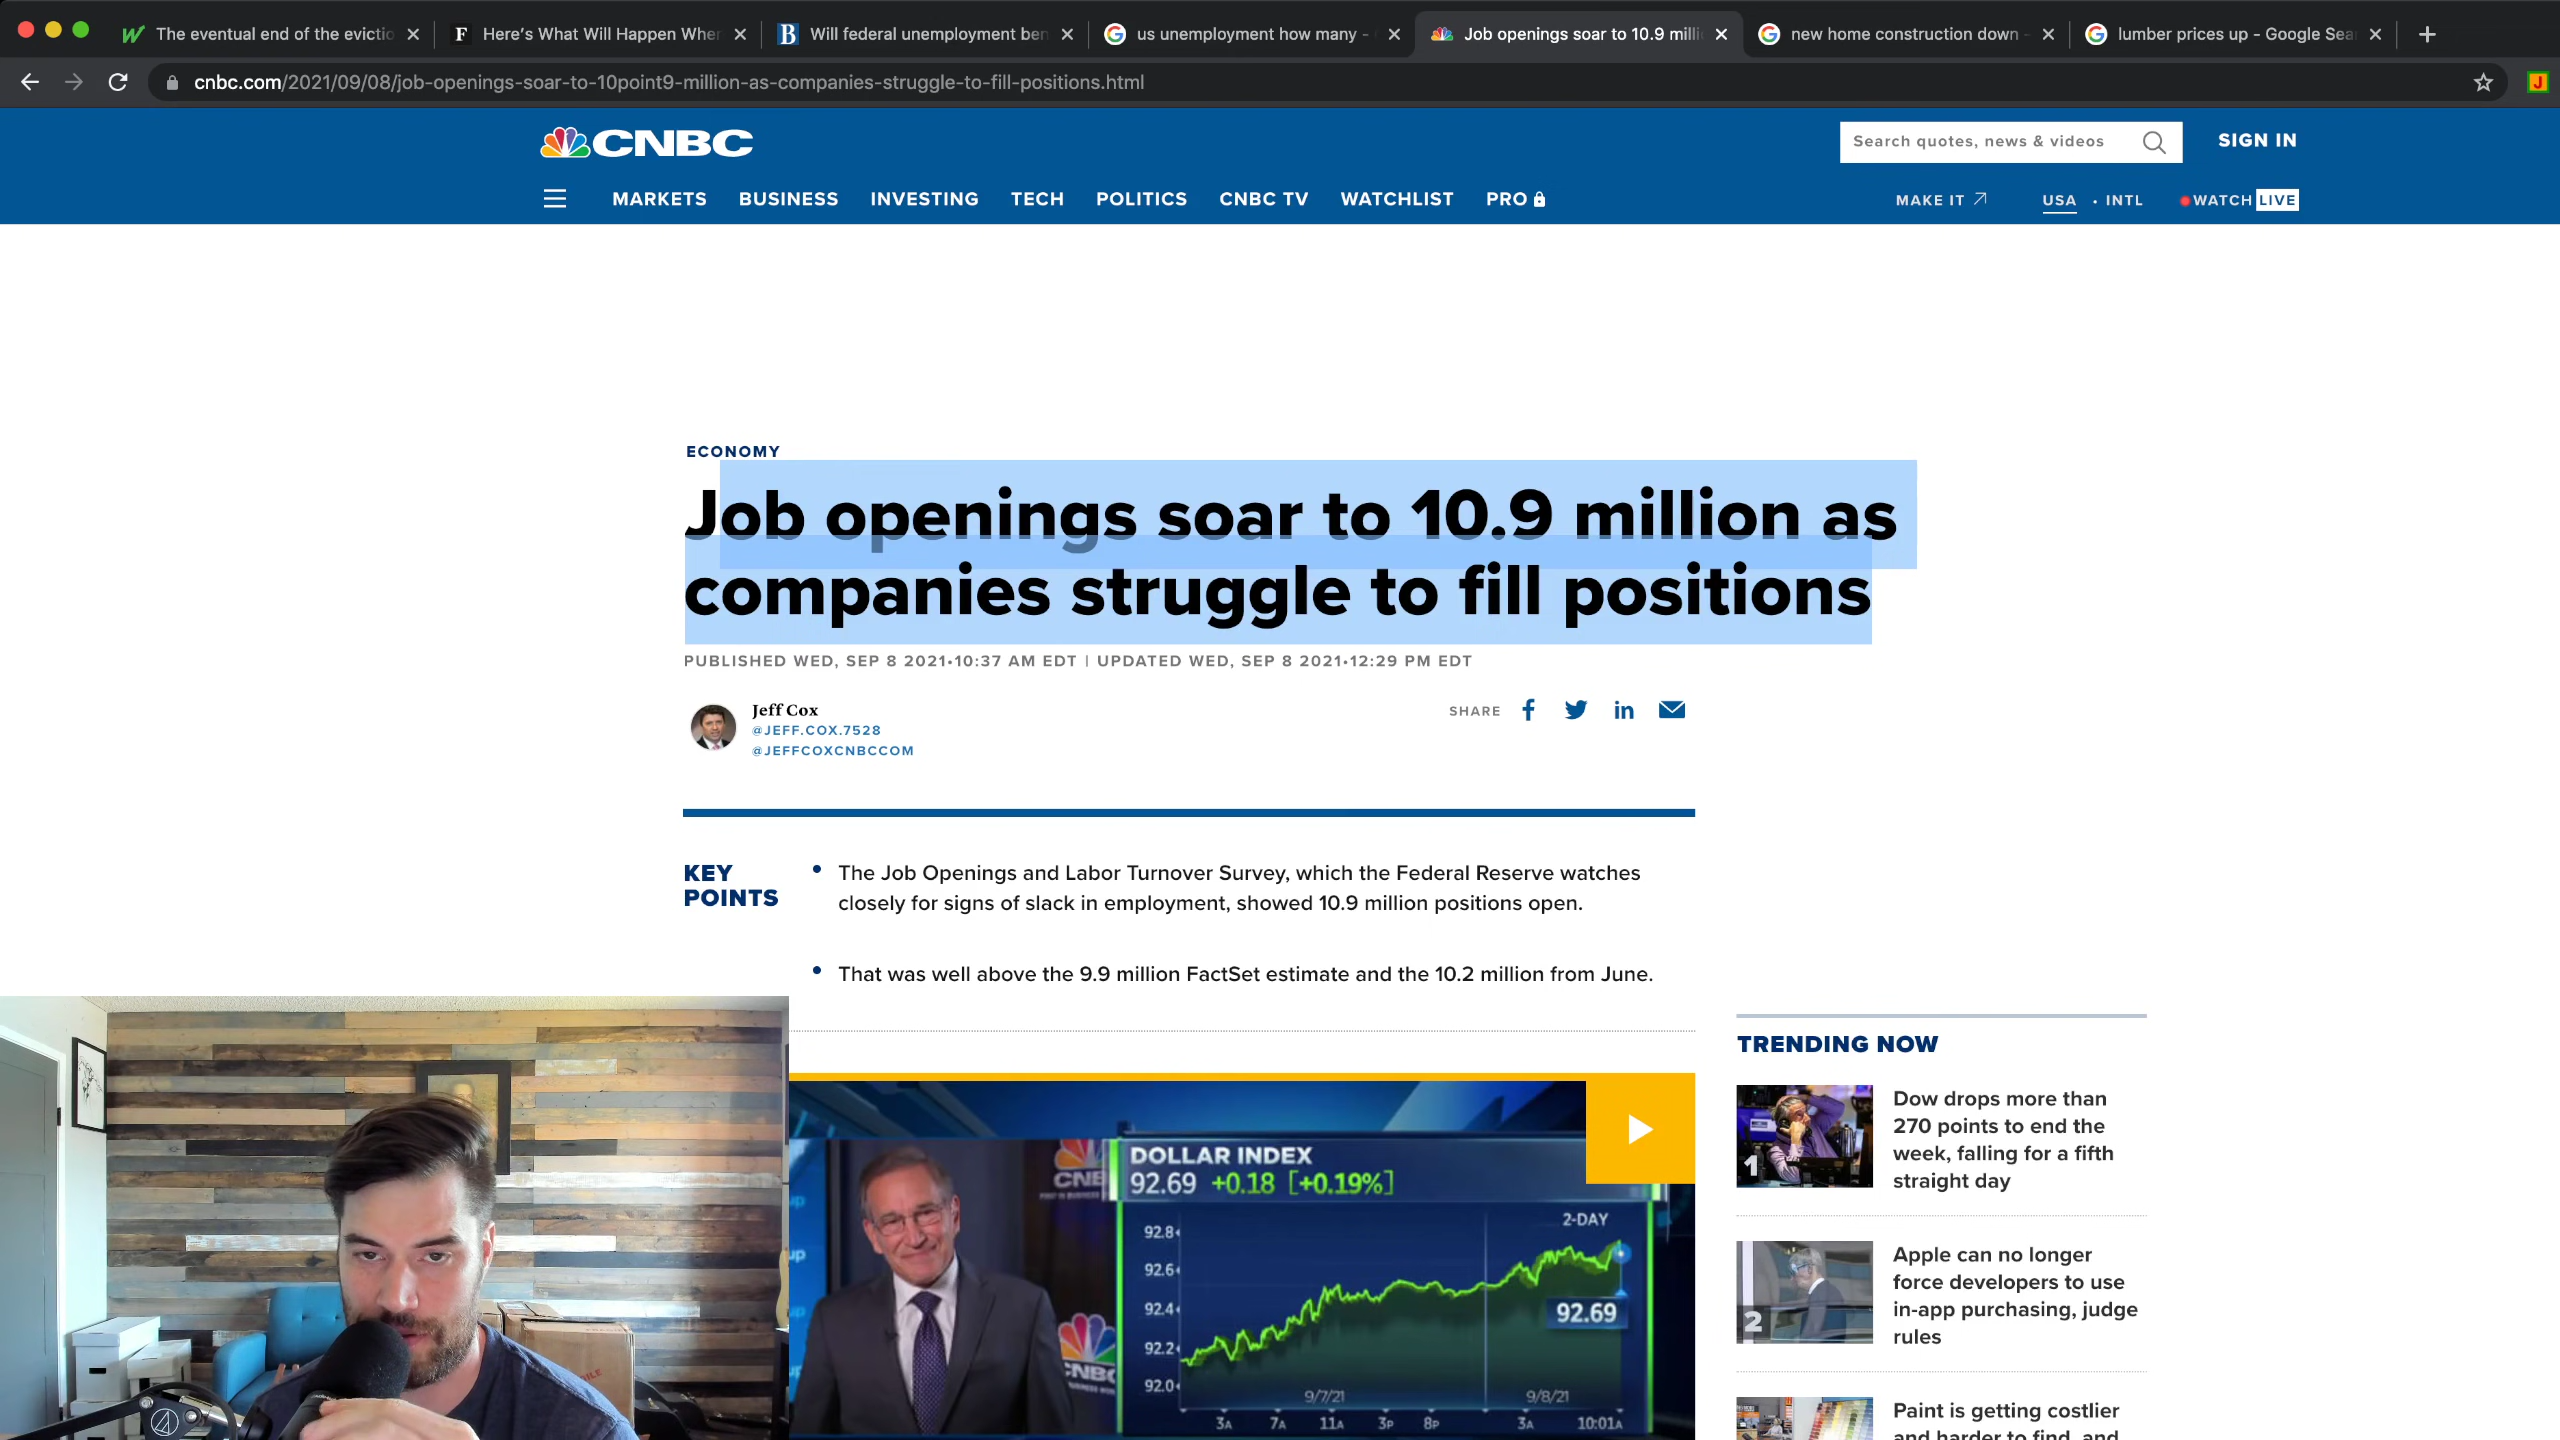 The eventual end of the evictio
Here's What Will Happen When
Will federal unemployment ben
us unemployment how many -
Job openings soar to 10.9 milli
new home construction down -
lumber prices up - Google Sea
cnbc.com/2021/09/08/job-openings-soar-to-10point9-million-as-companies-struggle-to-fill-positions.html
J
CNBC
Search quotes, news & videos
SIGN IN
MARKETS BUSINESS INVESTING TECH POLITICS CNBC TV WATCHLIST PRO
MAKE IT USA • INTL WATCH LIVE
ECONOMY
Job openings soar to 10.9 million as
companies struggle to fill positions
PUBLISHED WED, SEP 8 2021•10:37 AM EDT | UPDATED WED, SEP 8 2021•12:29 PM EDT
Jeff Cox
@JEFF.COX.7528
@JEFFCOXCNBCCOM
SHARE
KEY
POINTS
• The Job Openings and Labor Turnover Survey, which the Federal Reserve watches
closely for signs of slack in employment, showed 10.9 million positions open.
• That was well above the 9.9 million FactSet estimate and the 10.2 million from June.
DOLLAR INDEX
92.69 +0.18 [+0.19%]
2-DAY
92.8
92.6
92.4
92.2
92.0
92.69
9/7/21 9/8/21
3A 7A 11A 3P 8P 3A 10:01A
TRENDING NOW
1
Dow drops more than
270 points to end the
week, falling for a fifth
straight day
2
Apple can no longer
force developers to use
in-app purchasing, judge
rules
Paint is getting costlier
and harder to find, and